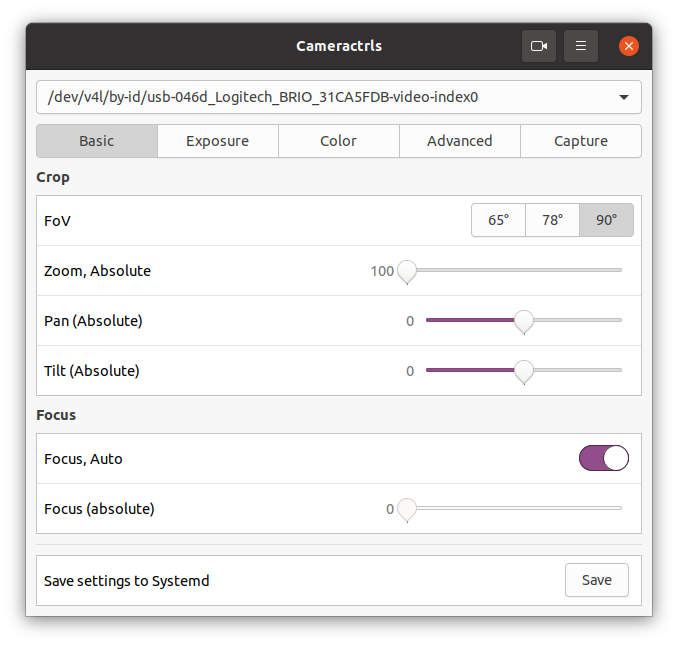 Cameractrls
/dev/v4l/by-id/usb-046d_Logitech_BRIO_31CA5FDB-video-index0
Basic Exposure Color Advanced Capture
Crop
FoV 65° 78° 90°
Zoom, Absolute 100
Pan (Absolute) 0
Tilt (Absolute) 0
Focus
Focus, Auto
Focus (absolute) 0
Save settings to Systemd Save